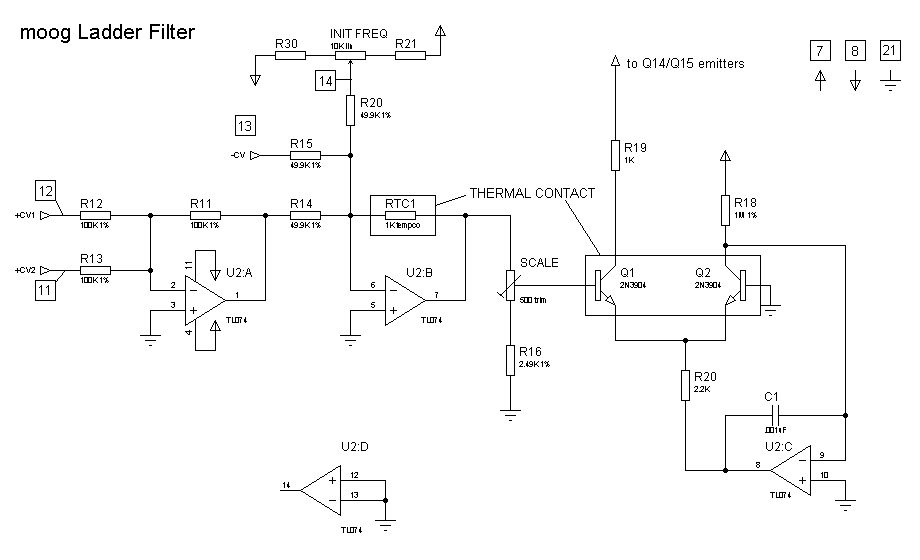 moog Ladder Filter
INIT FREQ
R30
10K lin
R21
7
8
21
to Q14/Q15 emitters
14
R20
49.9K 1%
13
-CV
R15
49.9K 1%
R19
1K
12
THERMAL CONTACT
+CV1
R12
100K 1%
R11
100K 1%
R14
49.9K 1%
RTC1
1K tempco
R18
1M 1%
+CV2
R13
100K 1%
11
11
U2:A
2
3
1
4
TL074
U2:B
6
5
7
TL074
SCALE
500 trim
Q1
2N3904
Q2
2N3904
R16
2.49K 1%
R20
2.2K
C1
.001uF
U2:D
14
12
13
TL074
U2:C
8
9
10
TL074